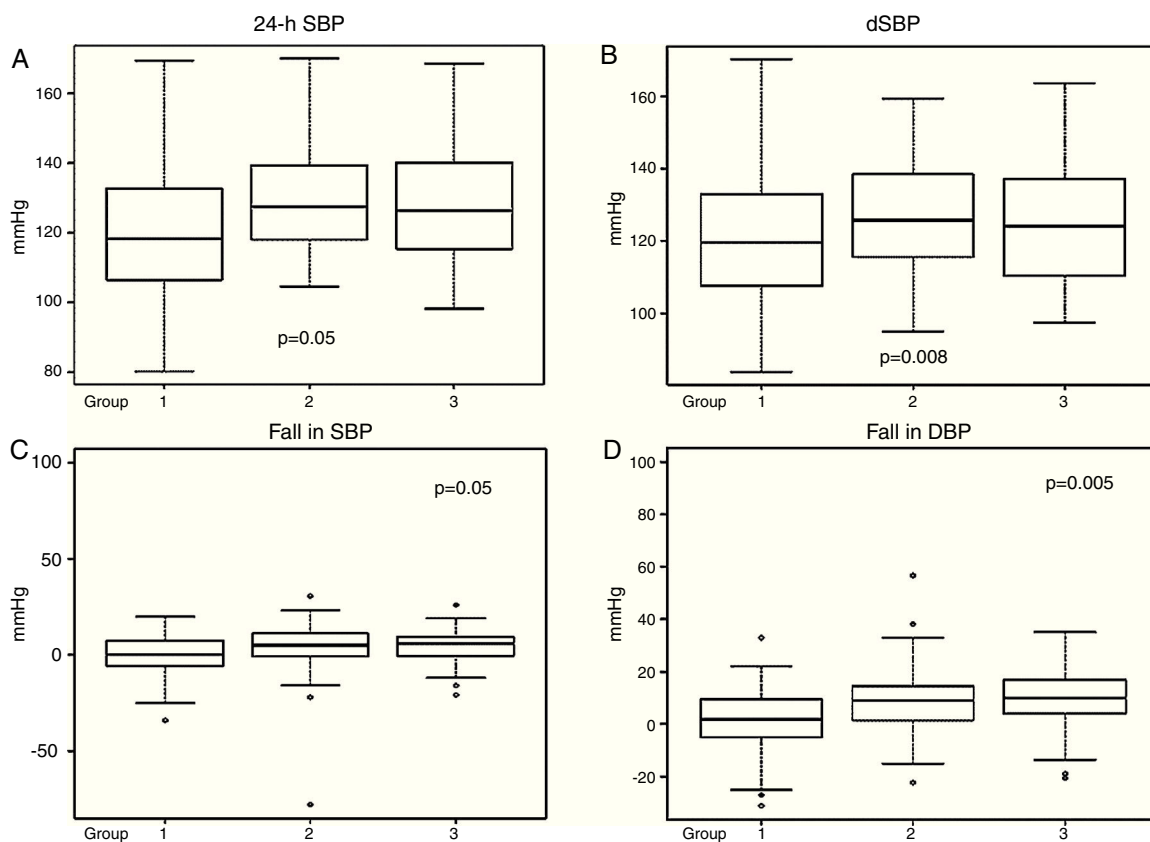 24-h SBP
A
160
140
120
100
80
mmHg
p=0.05
Group 1 2 3
dSBP
B
160
140
120
100
mmHg
p=0.008
Group 1 2 3
Fall in SBP
C
100
50
0
-50
mmHg
p=0.05
Group 1 2 3
Fall in DBP
D
100
80
60
40
20
0
-20
mmHg
p=0.005
Group 1 2 3